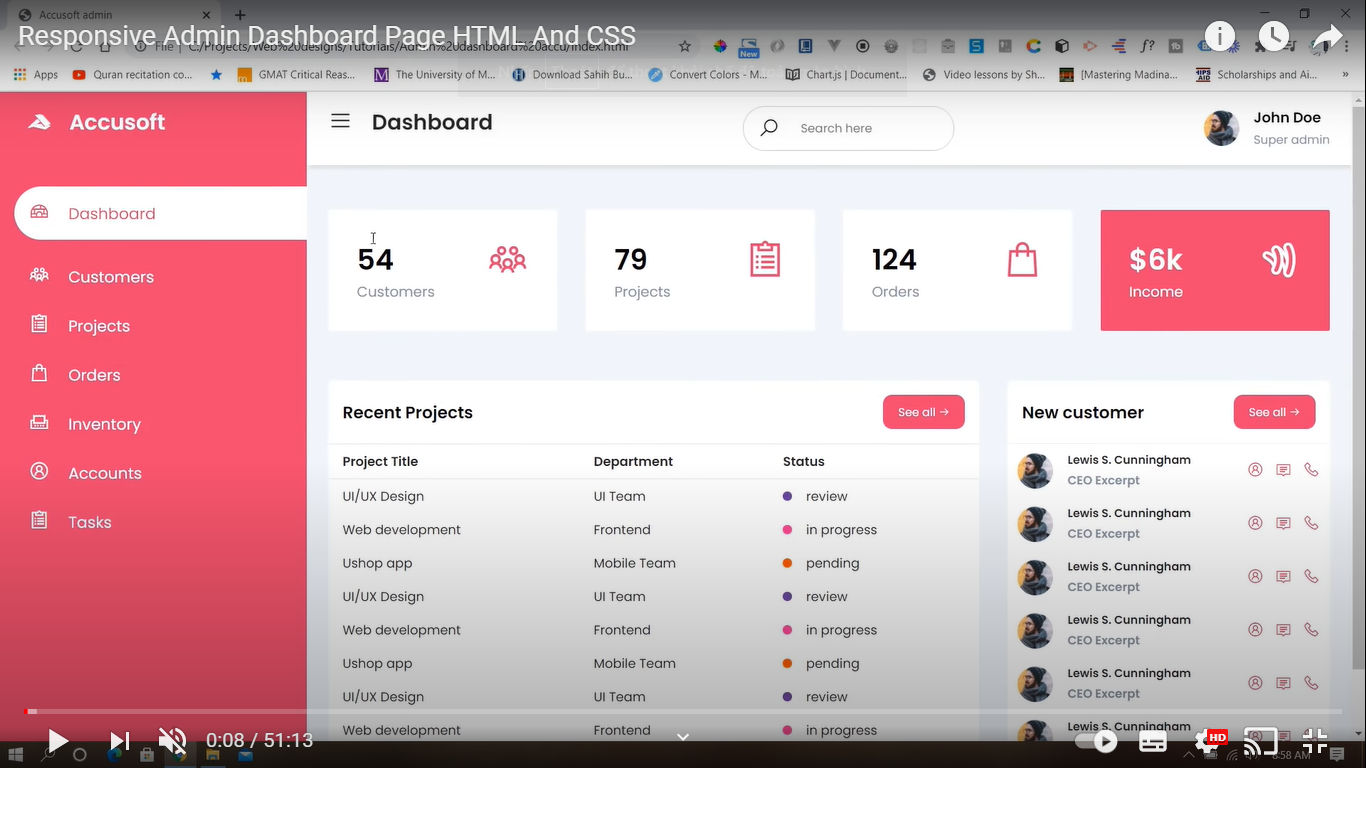 Accusoft admin
Responsive Admin Dashboard Page HTML And CSS
File | C:/Projects/Web%20designs/Tutorials/Admin%20dashboard%20accu/index.html
New
f?
Apps
Quran recitation co...
GMAT Critical Reas...
The University of M...
Download Sahih Bu...
Convert Colors - M...
Chart.js | Document...
Video lessons by Sh...
[Mastering Madina...
Scholarships and Ai...
»
Accusoft
Dashboard
Search here
John Doe
Super admin
Dashboard
Customers
Projects
Orders
Inventory
Accounts
Tasks
54
Customers
79
Projects
124
Orders
$6k
Income
Recent Projects
See all →
Project Title Department Status
UI/UX Design UI Team review
Web development Frontend in progress
Ushop app Mobile Team pending
UI/UX Design UI Team review
Web development Frontend in progress
Ushop app Mobile Team pending
UI/UX Design UI Team review
Web development Frontend in progress
New customer
See all →
Lewis S. Cunningham
CEO Excerpt
Lewis S. Cunningham
CEO Excerpt
Lewis S. Cunningham
CEO Excerpt
Lewis S. Cunningham
CEO Excerpt
Lewis S. Cunningham
CEO Excerpt
Lewis S. Cunningham
0:08 / 51:13
HD
8:58 AM